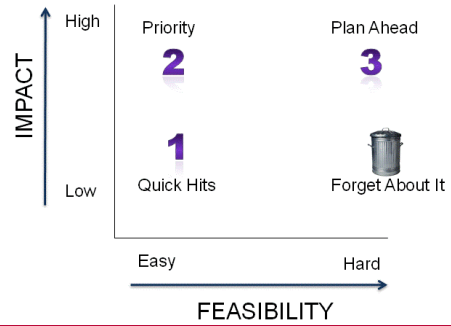 High
Priority
Plan Ahead
2
3
IMPACT
1
Low
Quick Hits
Forget About It
Easy
Hard
FEASIBILITY